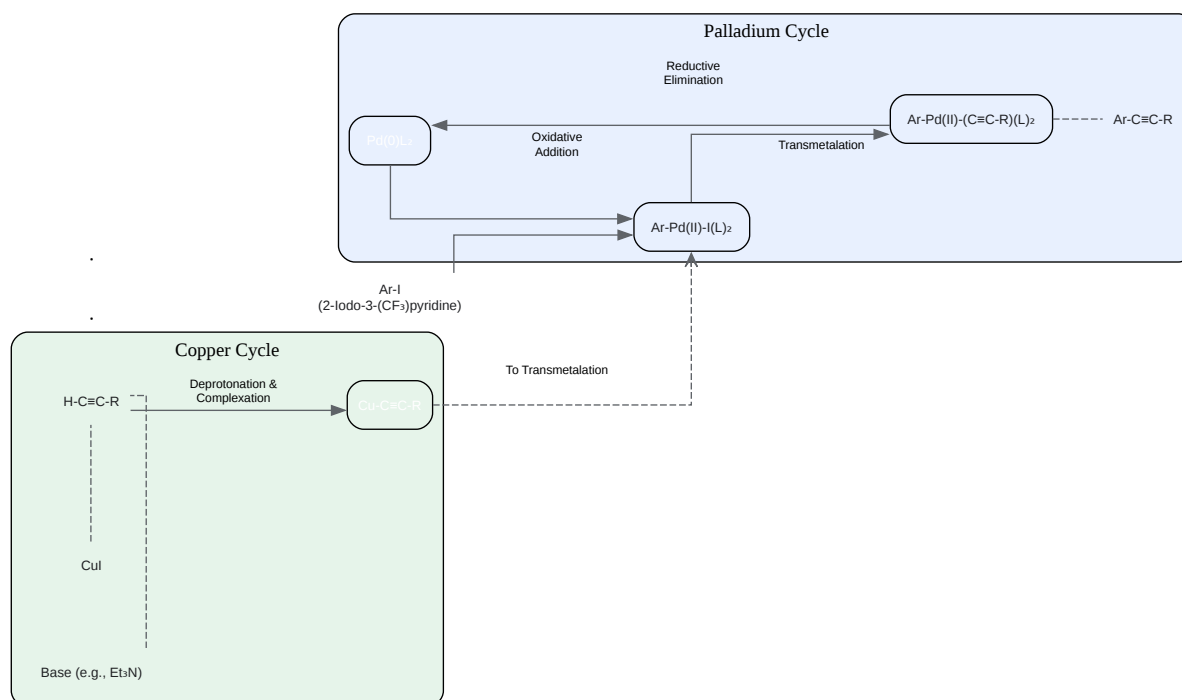 Palladium Cycle
Reductive
Elimination
Pd(0)L₂
Oxidative
Addition
Transmetalation
Ar-Pd(II)-(C≡C-R)(L)₂
Ar-C≡C-R
Ar-Pd(II)-I(L)₂
Ar-I
(2-Iodo-3-(CF₃)pyridine)
Copper Cycle
H-C≡C-R
Deprotonation &
Complexation
Cu-C≡C-R
To Transmetalation
CuI
Base (e.g., Et₃N)